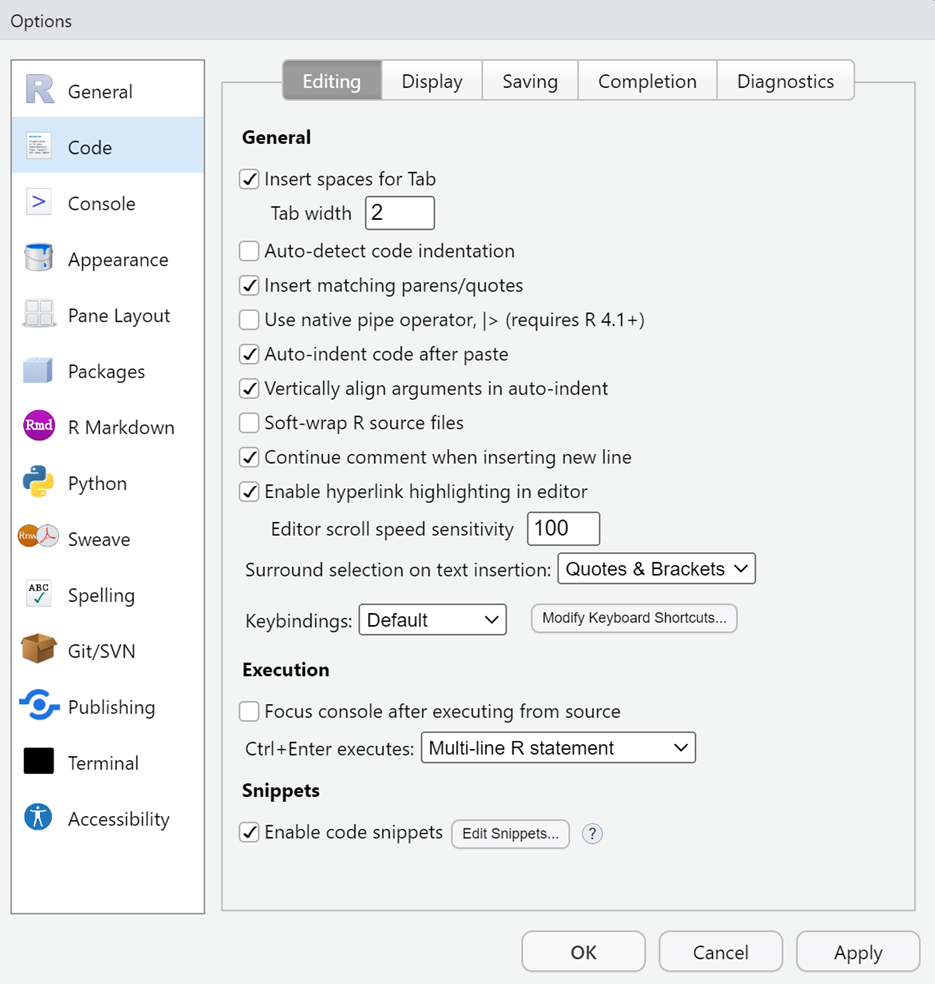 Options
General
Code
Console
Appearance
Pane Layout
Packages
Rmd R Markdown
Python
Rnw Sweave
ABC Spelling
Git/SVN
Publishing
Terminal
Accessibility
Editing Display Saving Completion Diagnostics
General
Insert spaces for Tab
Tab width 2
Auto-detect code indentation
Insert matching parens/quotes
Use native pipe operator, |> (requires R 4.1+)
Auto-indent code after paste
Vertically align arguments in auto-indent
Soft-wrap R source files
Continue comment when inserting new line
Enable hyperlink highlighting in editor
Editor scroll speed sensitivity 100
Surround selection on text insertion: Quotes & Brackets
Keybindings: Default Modify Keyboard Shortcuts...
Execution
Focus console after executing from source
Ctrl+Enter executes: Multi-line R statement
Snippets
Enable code snippets Edit Snippets... ?
OK Cancel Apply